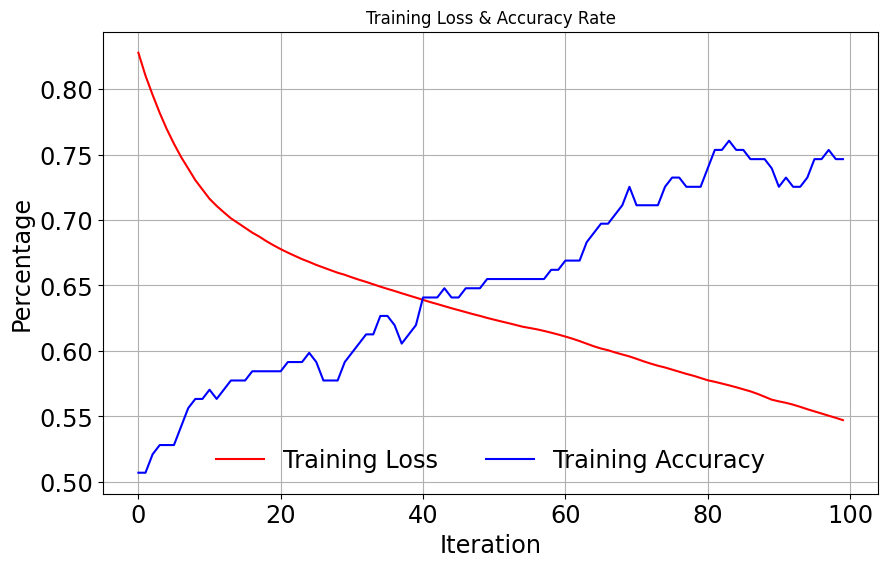 Training Loss & Accuracy Rate
Percentage
0.80
0.75
0.70
0.65
0.60
0.55
0.50
Training Loss
Training Accuracy
0 20 40 60 80 100
Iteration